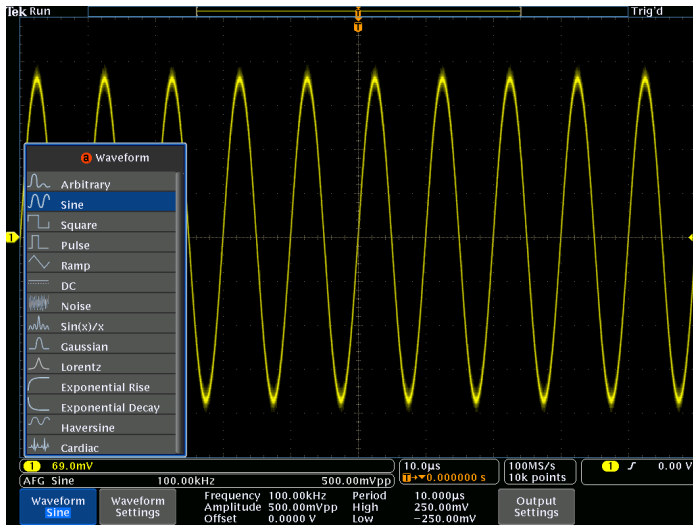 Tek Run Trig'd
T
T
a Waveform
Arbitrary
Sine
Square
Pulse
Ramp
DC
Noise
Sin(x)/x
Gaussian
Lorentz
Exponential Rise
Exponential Decay
Haversine
Cardiac
1
1 69.0mV 10.0µs 100MS/s 1 0.00 V
T→▼0.000000 s 10k points
AFG Sine 100.00kHz 500.00mVpp
Waveform Sine
Waveform Settings
Frequency 100.00kHz Period 10.000µs
Amplitude 500.00mVpp High 250.00mV
Offset 0.0000 V Low -250.00mV
Output Settings